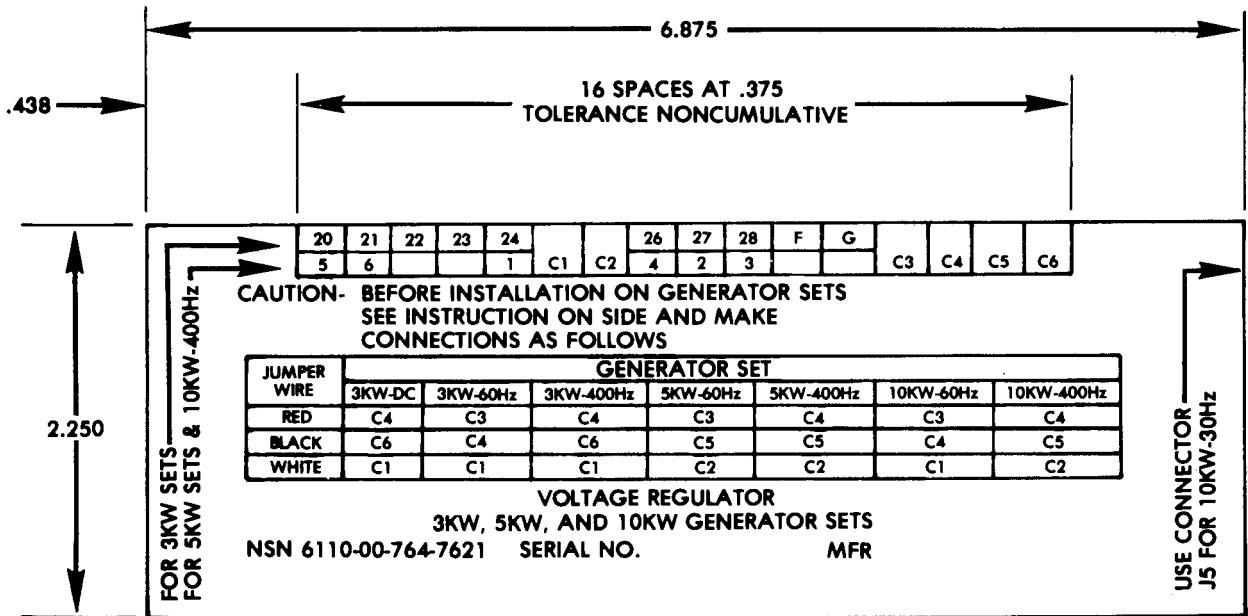 6.875
.438
16 SPACES AT .375
TOLERANCE NONCUMULATIVE
20 21 22 23 24 26 27 28 F G
5 6 1 C1 C2 4 2 3 C3 C4 C5 C6
CAUTION- BEFORE INSTALLATION ON GENERATOR SETS
SEE INSTRUCTION ON SIDE AND MAKE
CONNECTIONS AS FOLLOWS
JUMPER WIRE GENERATOR SET
3KW-DC 3KW-60Hz 3KW-400Hz 5KW-60Hz 5KW-400Hz 10KW-60Hz 10KW-400Hz
RED C4 C3 C4 C3 C4 C3 C4
BLACK C6 C4 C6 C5 C5 C4 C5
WHITE C1 C1 C1 C2 C2 C1 C2
VOLTAGE REGULATOR
3KW, 5KW, AND 10KW GENERATOR SETS
NSN 6110-00-764-7621 SERIAL NO. MFR
2.250
FOR 3KW SETS
FOR 5KW SETS & 10KW-400Hz
USE CONNECTOR
J5 FOR 10KW-30Hz